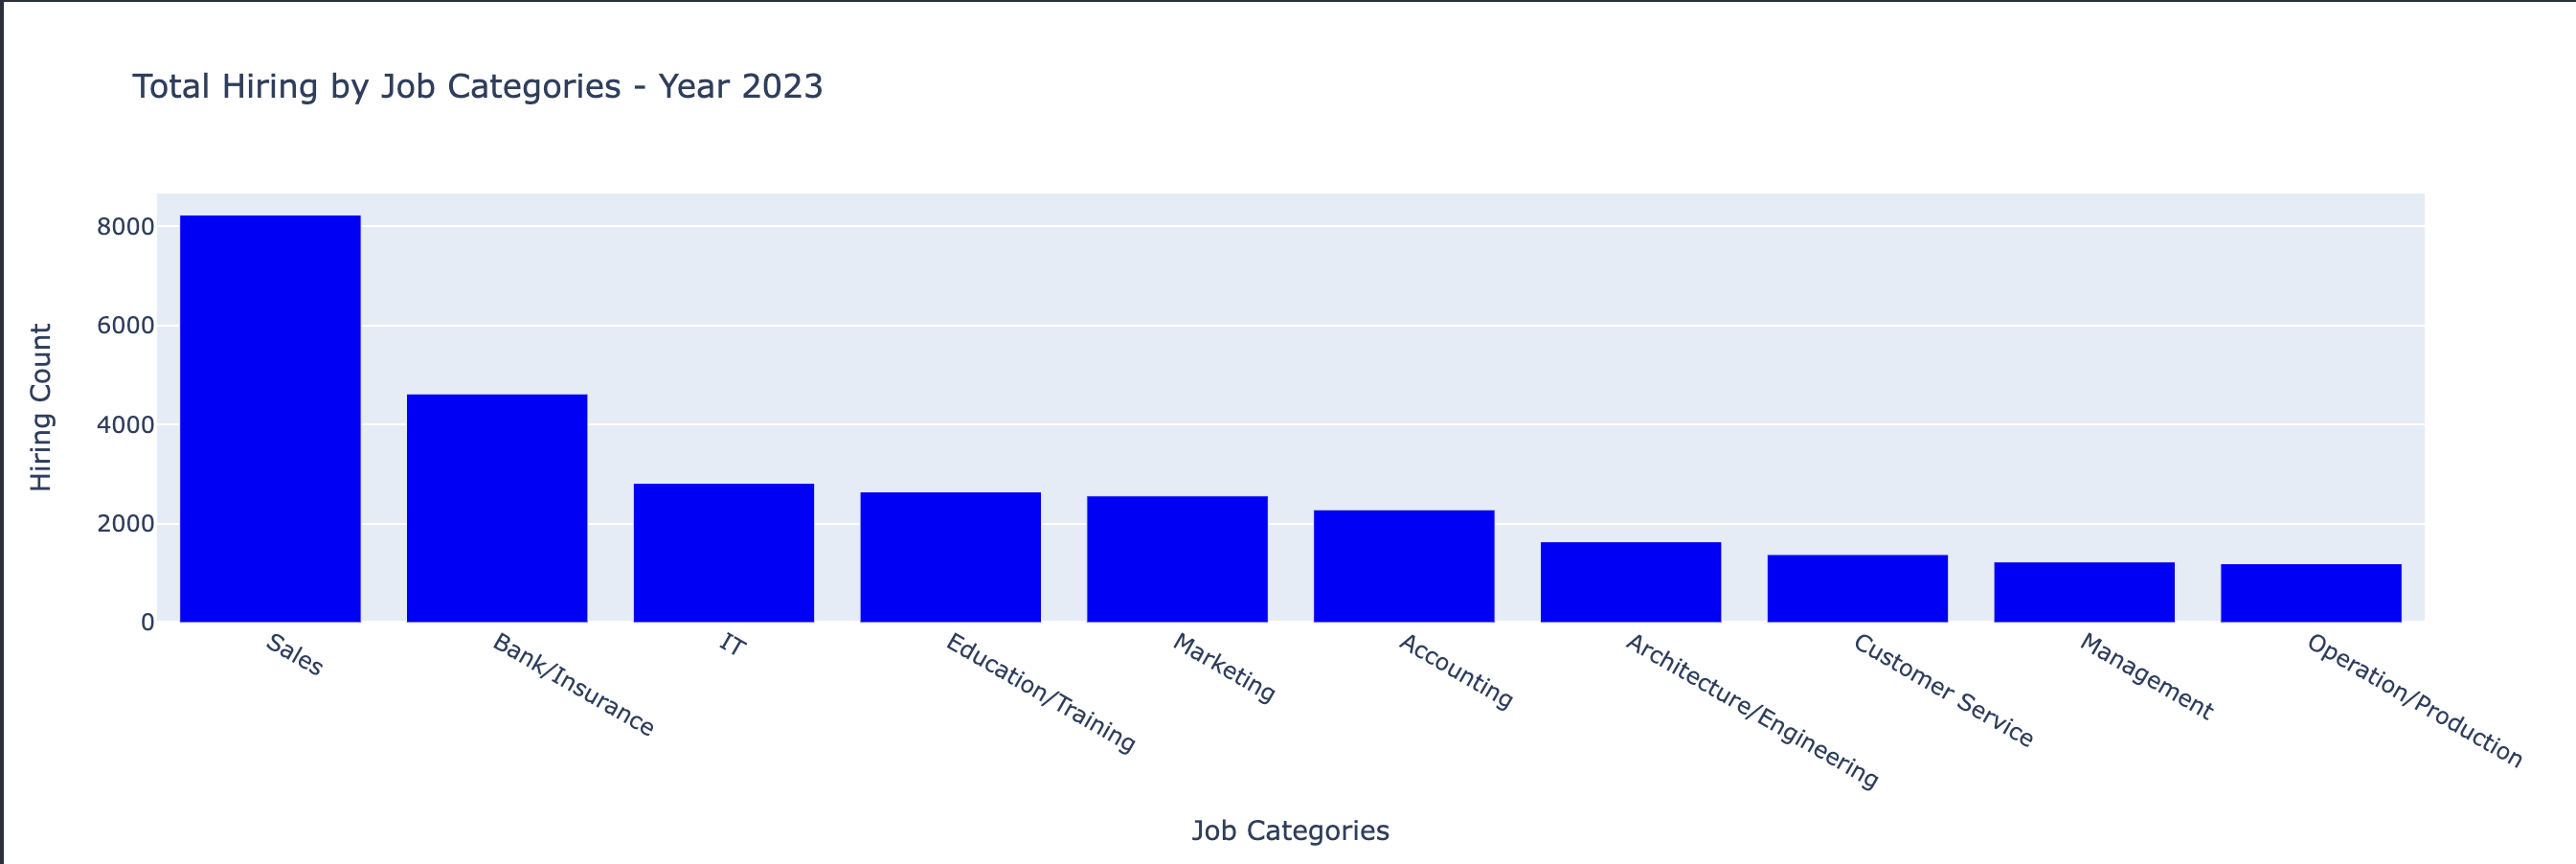 Total Hiring by Job Categories - Year 2023
Hiring Count
8000
6000
4000
2000
0
Sales
Bank/Insurance
IT
Education/Training
Marketing
Accounting
Architecture/Engineering
Customer Service
Management
Operation/Production
Job Categories